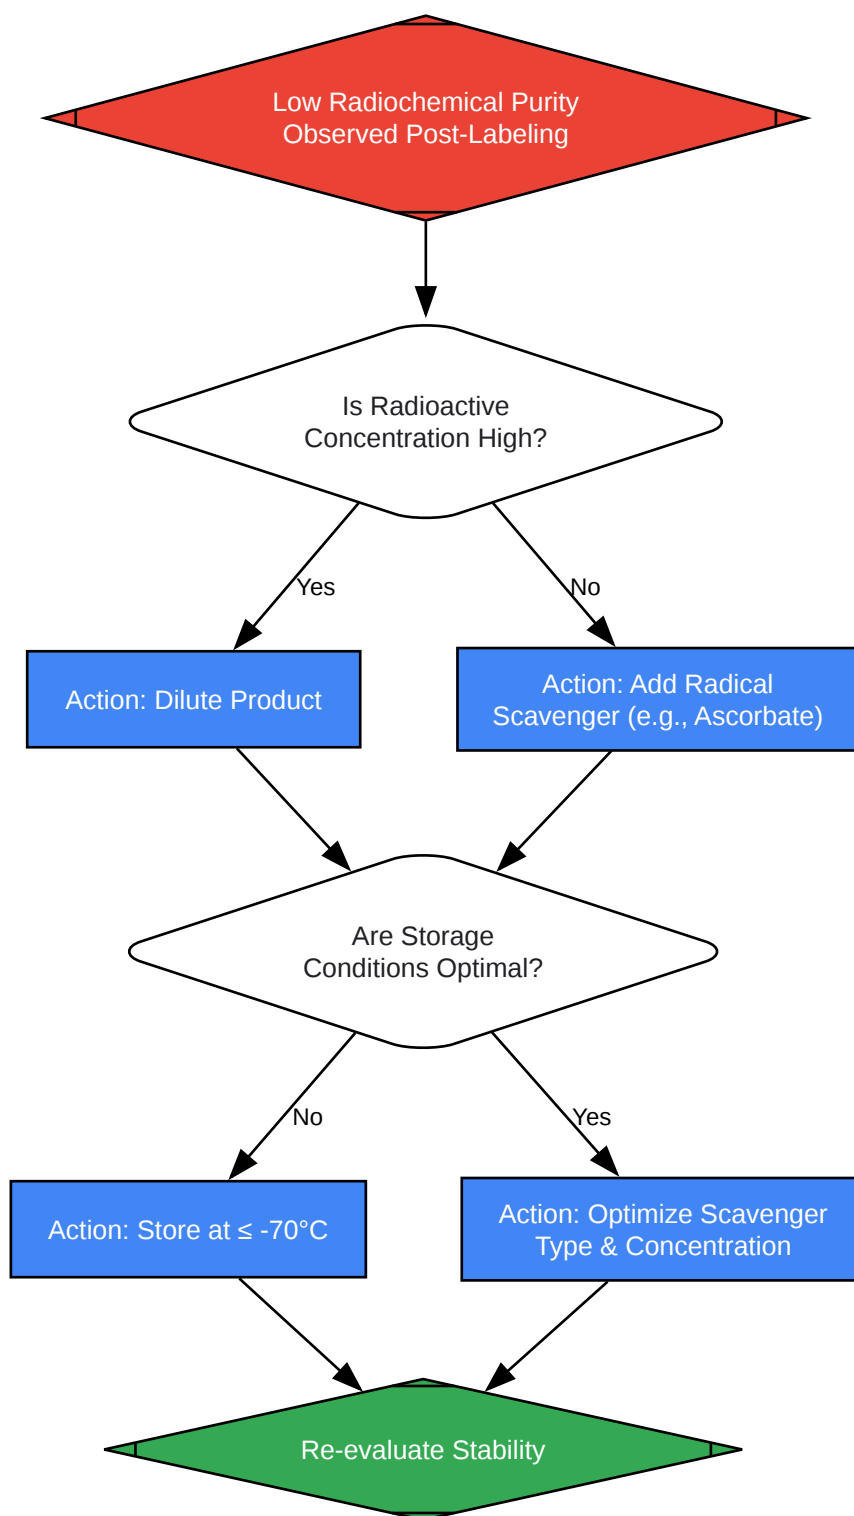 Low Radiochemical Purity
Observed Post-Labeling
Is Radioactive
Concentration High?
Yes
No
Action: Dilute Product
Action: Add Radical
Scavenger (e.g., Ascorbate)
Are Storage
Conditions Optimal?
No
Yes
Action: Store at ≤ -70°C
Action: Optimize Scavenger
Type & Concentration
Re-evaluate Stability